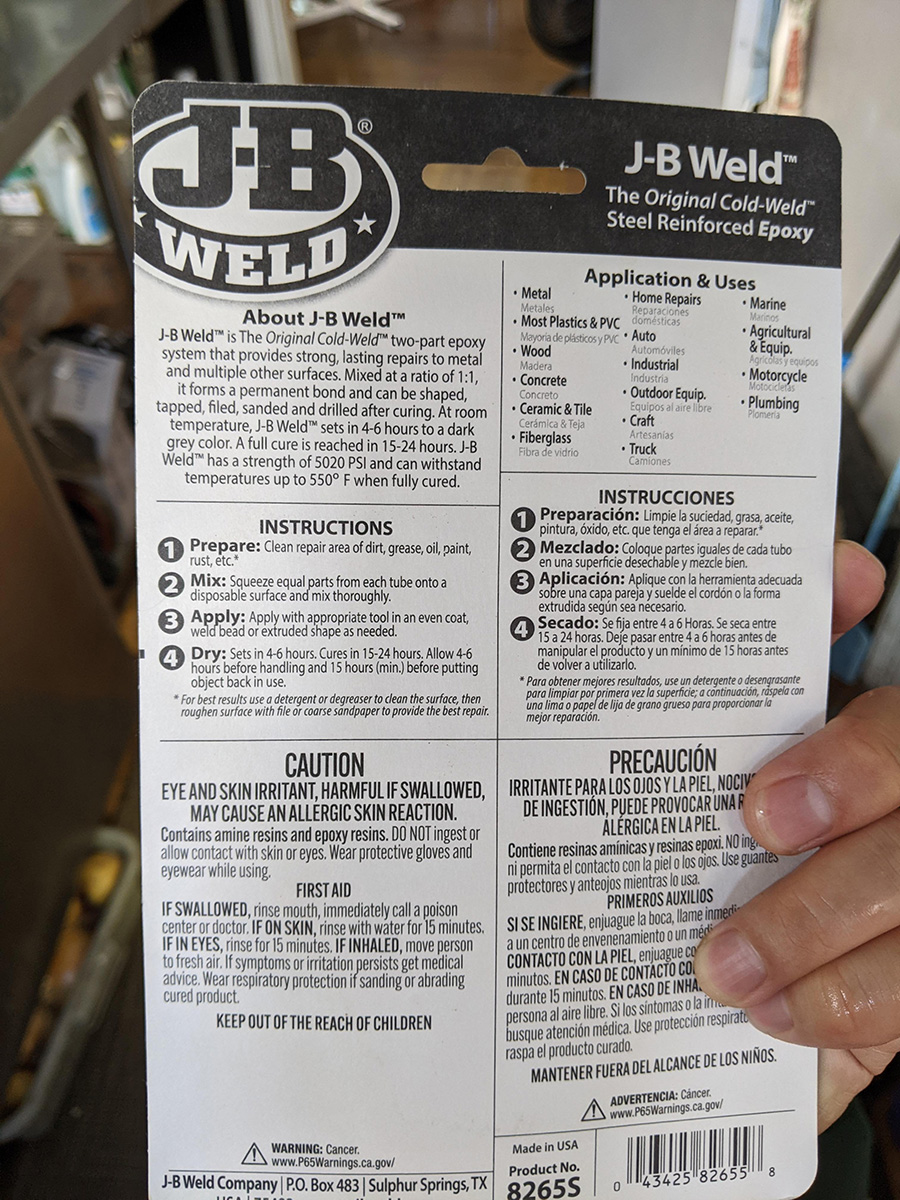 J-B
WELD
®
J-B Weld™
The Original Cold-Weld™
Steel Reinforced Epoxy
About J-B Weld™
J-B Weld™ is The Original Cold-Weld™ two-part epoxy
system that provides strong, lasting repairs to metal
and multiple other surfaces. Mixed at a ratio of 1:1,
it forms a permanent bond and can be shaped,
tapped, filed, sanded and drilled after curing. At room
temperature, J-B Weld™ sets in 4-6 hours to a dark
grey color. A full cure is reached in 15-24 hours. J-B
Weld™ has a strength of 5020 PSI and can withstand
temperatures up to 550° F when fully cured.
Application & Uses
• Metal
Metales
• Most Plastics & PVC
Mayoria de plásticos y PVC
• Wood
Madera
• Concrete
Concreto
• Ceramic & Tile
Cerámica & Teja
• Fiberglass
Fibra de vidrio
• Home Repairs
Reparaciones
domésticas
• Auto
Automóviles
• Industrial
Industria
• Outdoor Equip.
Equipos al aire libre
• Craft
Artesanías
• Truck
Camiones
• Marine
Marinos
• Agricultural
& Equip.
Agrícolas y equipos
• Motorcycle
Motocicletas
• Plumbing
Plomería
INSTRUCTIONS
1 Prepare: Clean repair area of dirt, grease, oil, paint,
rust, etc.*
2 Mix: Squeeze equal parts from each tube onto a
disposable surface and mix thoroughly.
3 Apply: Apply with appropriate tool in an even coat,
weld bead or extruded shape as needed.
4 Dry: Sets in 4-6 hours. Cures in 15-24 hours. Allow 4-6
hours before handling and 15 hours (min.) before putting
object back in use.
* For best results use a detergent or degreaser to clean the surface, then
roughen surface with file or coarse sandpaper to provide the best repair.
INSTRUCCIONES
1 Preparación: Limpie la suciedad, grasa, aceite,
pintura, óxido, etc. que tenga el área a reparar.*
2 Mezclado: Coloque partes iguales de cada tubo
en una superficie desechable y mezcle bien.
3 Aplicación: Aplique con la herramienta adecuada
sobre una capa pareja y suelde el cordón o la forma
extrudida según sea necesario.
4 Secado: Se fija entre 4 a 6 Horas. Se seca entre
15 a 24 horas. Deje pasar entre 4 a 6 horas antes de
manipular el producto y un mínimo de 15 horas antes
de volver a utilizarlo.
* Para obtener mejores resultados, use un detergente o desengrasante
para limpiar por primera vez la superficie; a continuación, ráspela con
una lima o papel de lija de grano grueso para proporcionar la
mejor reparación.
CAUTION
EYE AND SKIN IRRITANT, HARMFUL IF SWALLOWED,
MAY CAUSE AN ALLERGIC SKIN REACTION.
Contains amine resins and epoxy resins. DO NOT ingest or
allow contact with skin or eyes. Wear protective gloves and
eyewear while using.
FIRST AID
IF SWALLOWED, rinse mouth, immediately call a poison
center or doctor. IF ON SKIN, rinse with water for 15 minutes.
IF IN EYES, rinse for 15 minutes. IF INHALED, move person
to fresh air. If symptoms or irritation persists get medical
advice. Wear respiratory protection if sanding or abrading
cured product.
KEEP OUT OF THE REACH OF CHILDREN
WARNING: Cancer.
www.P65Warnings.ca.gov/
J-B Weld Company | P.O. Box 483 | Sulphur Springs, TX
PRECAUCIÓN
IRRITANTE PARA LOS OJOS Y LA PIEL,
DE INGESTIÓN, PUEDE PROVOCAR UNA
ALÉRGICA EN LA PIEL.
Contiene resinas amínicas y resinas epoxi. NO
ni permita el contacto con la piel o los ojos. Use guantes
protectores y anteojos mientras lo usa.
PRIMEROS AUXILIOS
SI SE INGIERE, enjuague la boca, llame
a un centro de envenenamiento o un
CONTACTO CON LA PIEL, enjuague
minutos. EN CASO DE CONTACTO
durante 15 minutos. EN CASO DE
persona al aire libre. Si los síntomas o la
busque atención médica. Use protección
raspa el producto curado.
MANTENER FUERA DEL ALCANCE DE LOS NIÑOS.
ADVERTENCIA: Cáncer.
www.P65Warnings.ca.gov/
Made in USA
Product No.
8265S
0 43425 82655 8